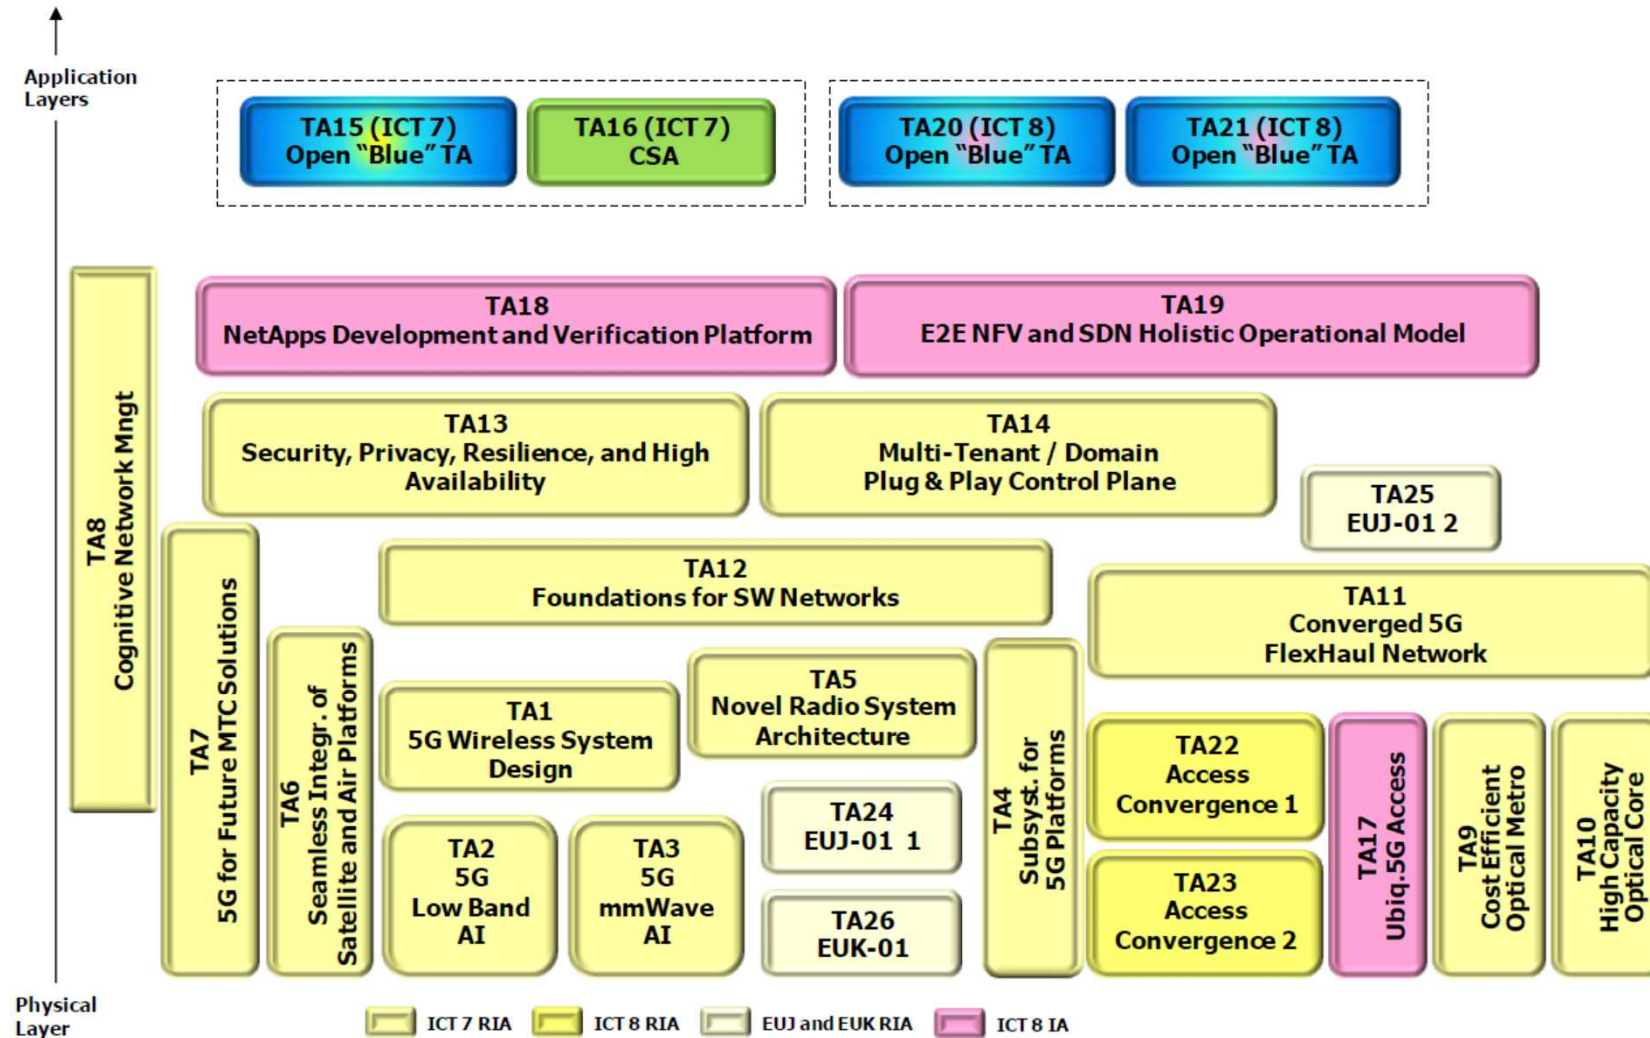 Application
Layers
TA15 (ICT 7)
Open “Blue” TA
TA16 (ICT 7)
CSA
TA20 (ICT 8)
Open “Blue” TA
TA21 (ICT 8)
Open “Blue” TA
TA8
Cognitive Network Mngt
TA18
NetApps Development and Verification Platform
TA19
E2E NFV and SDN Holistic Operational Model
TA13
Security, Privacy, Resilience, and High
Availability
TA14
Multi-Tenant / Domain
Plug & Play Control Plane
TA25
EUJ-01 2
TA7
5G for Future MTC Solutions
TA12
Foundations for SW Networks
TA11
Converged 5G
FlexHaul Network
TA6
Seamless Integr. of
Satellite and Air Platforms
TA1
5G Wireless System
Design
TA5
Novel Radio System
Architecture
TA4
Subsyst. for
5G Platforms
TA22
Access
Convergence 1
TA17
Ubiq.5G Access
TA9
Cost Efficient
Optical Metro
TA10
High Capacity
Optical Core
TA2
5G
Low Band
AI
TA3
5G
mmWave
AI
TA24
EUJ-01 1
TA26
EUK-01
TA23
Access
Convergence 2
Physical
Layer
ICT 7 RIA
ICT 8 RIA
EUJ and EUK RIA
ICT 8 IA